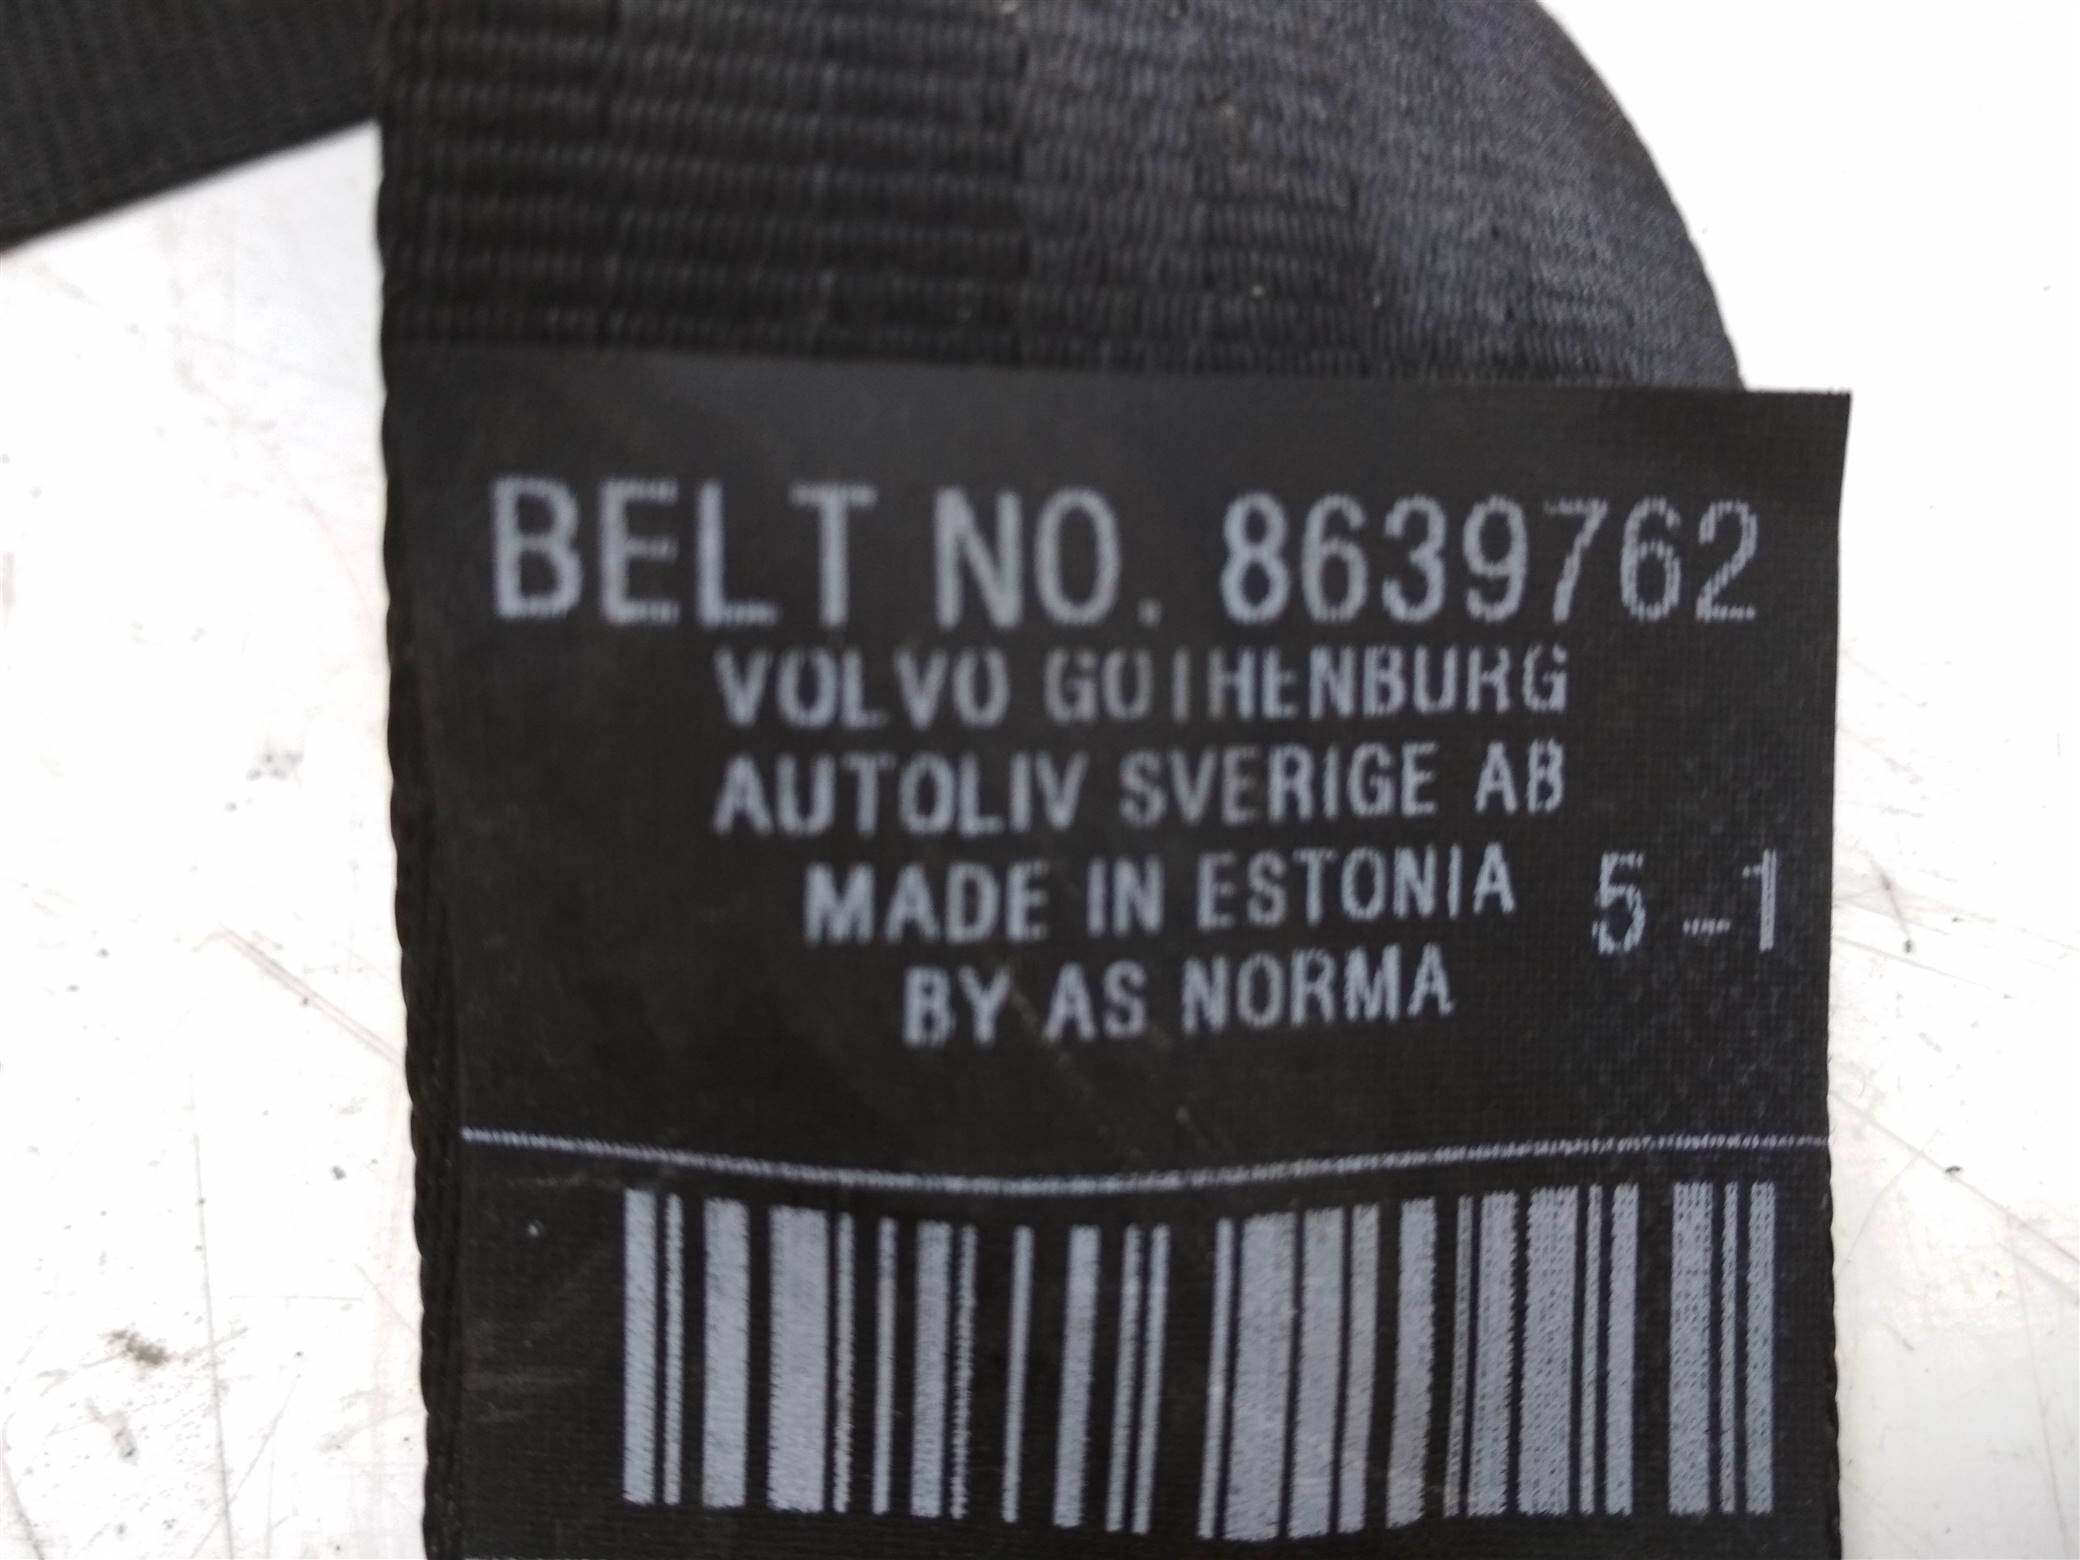 BELT NO. 8639762
VOLVO GOTHENBURG
AUTOLIV SVERIGE AB
MADE IN ESTONIA 5 - 1
BY AS NORMA